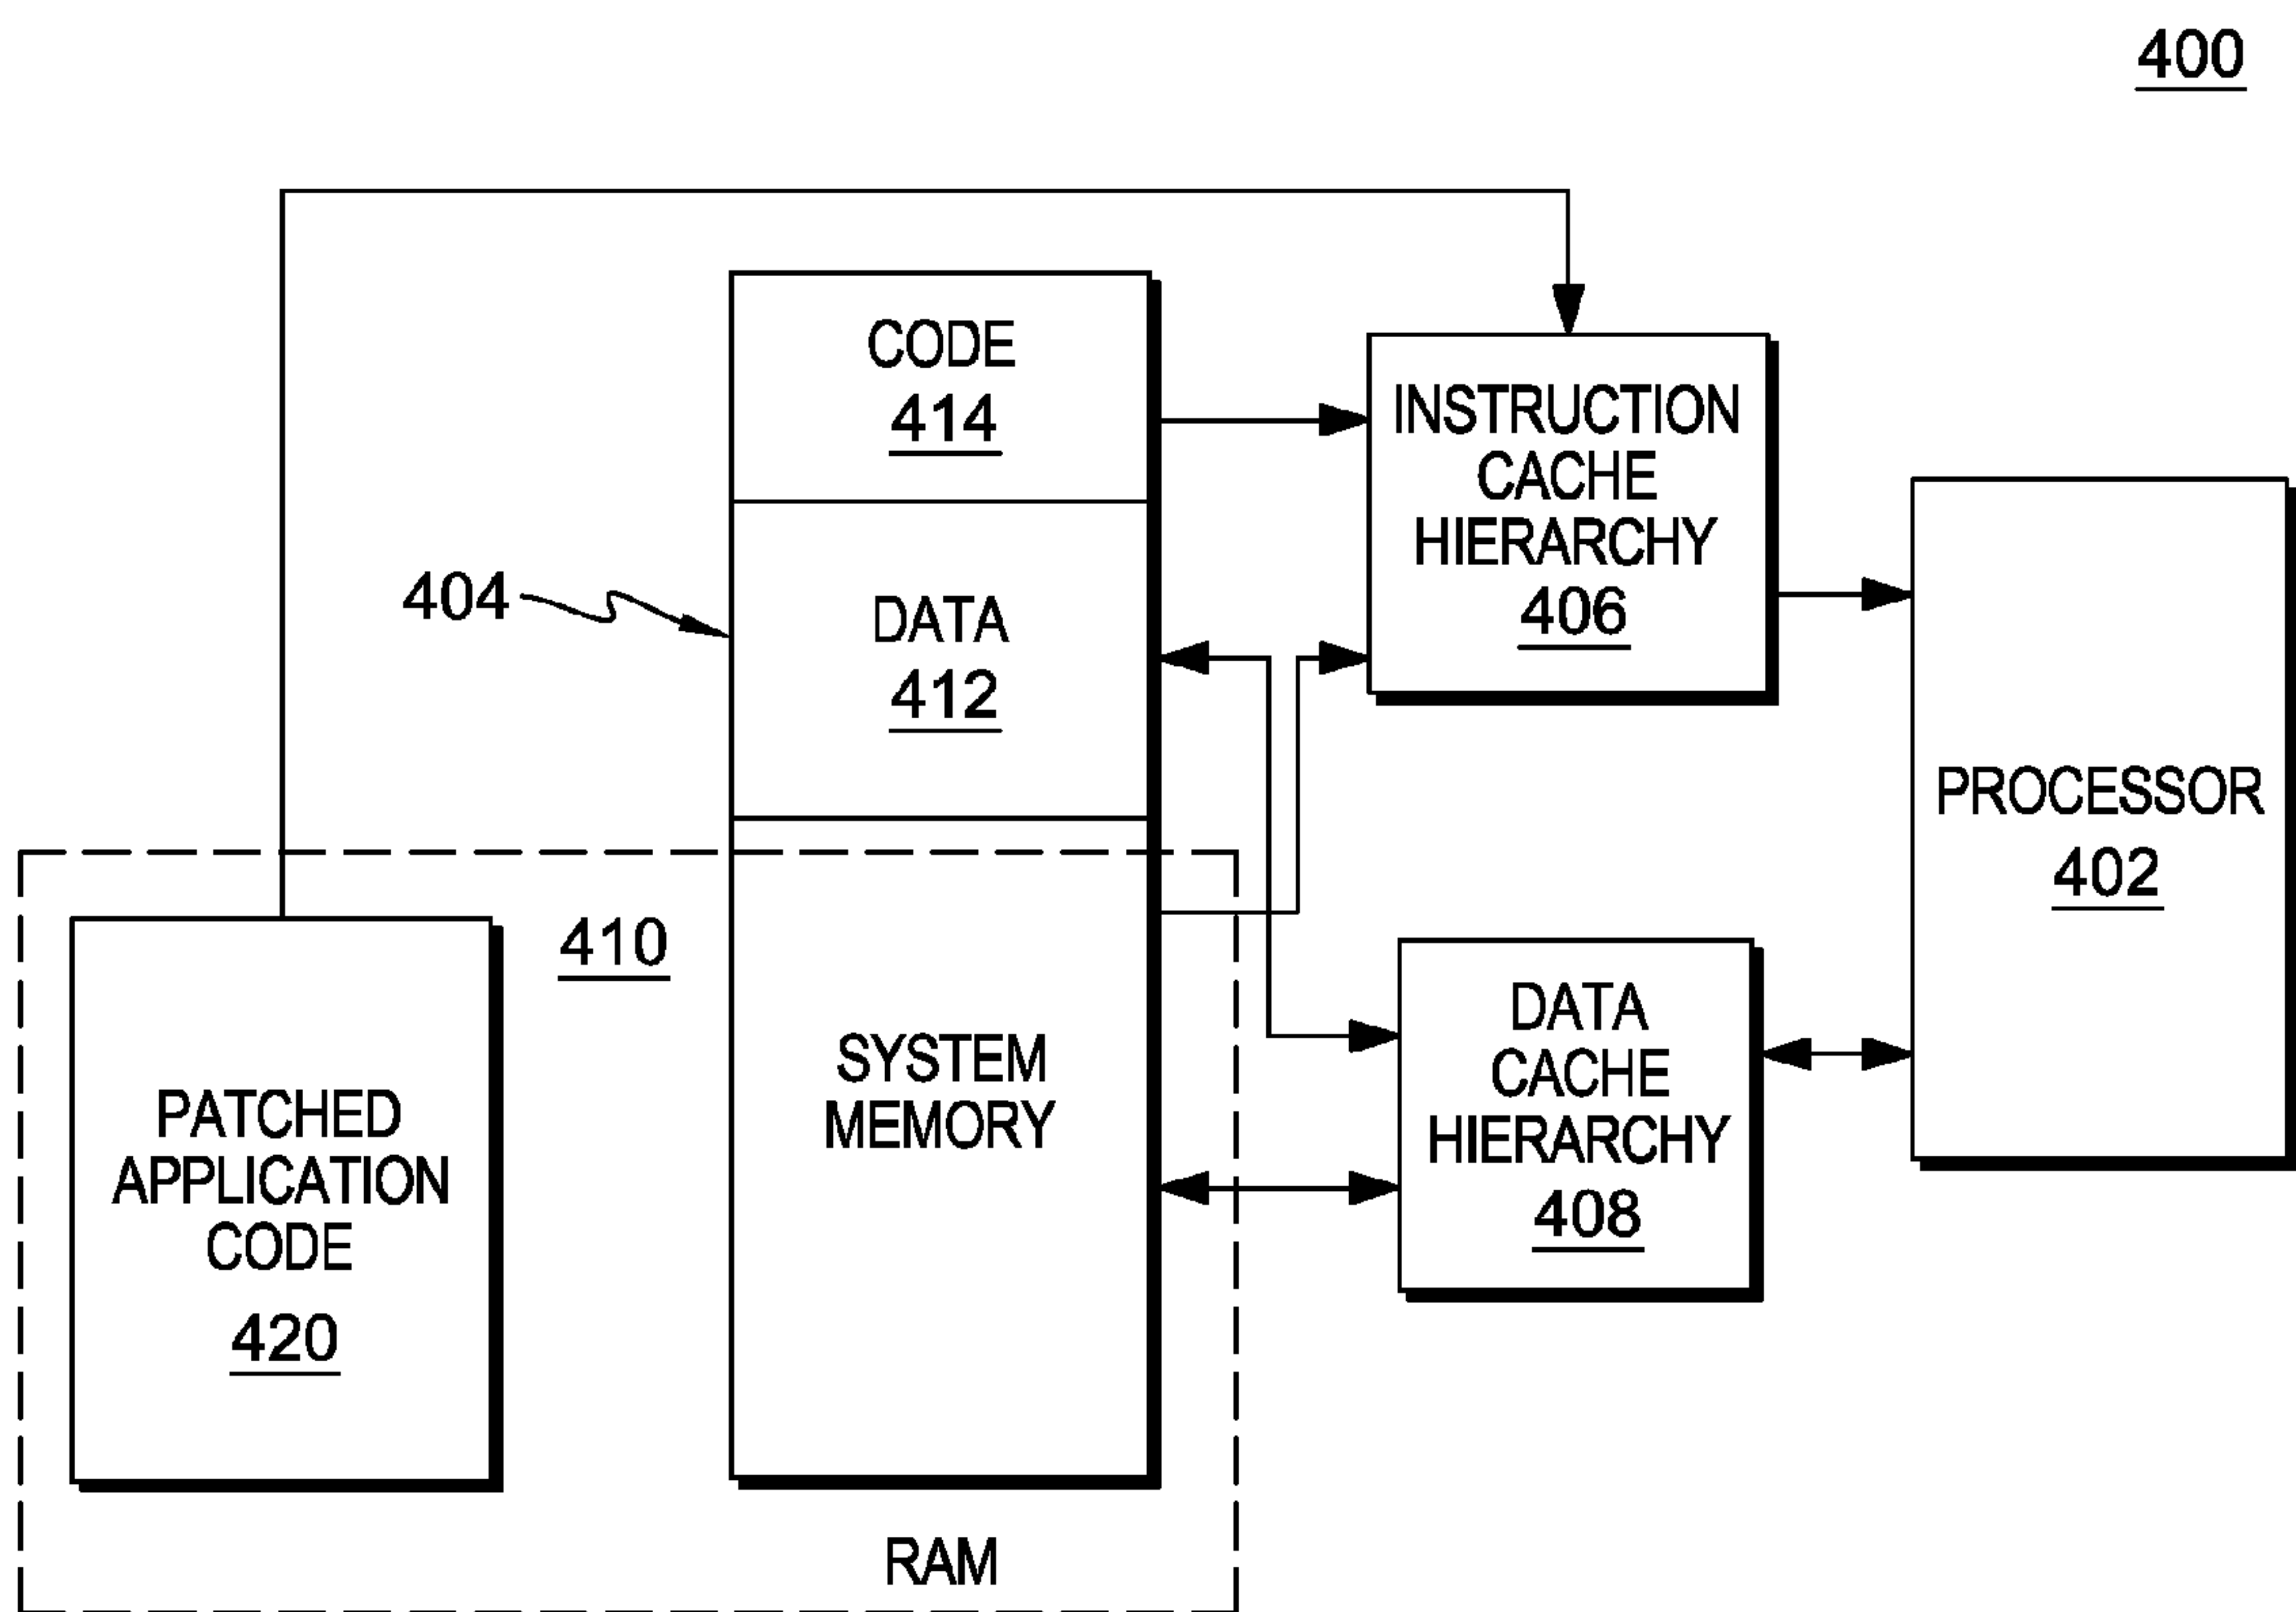 400
CODE
414
INSTRUCTION
CACHE
HIERARCHY
406
404
DATA
412
PROCESSOR
402
410
SYSTEM
MEMORY
DATA
CACHE
HIERARCHY
408
PATCHED
APPLICATION
CODE
420
RAM